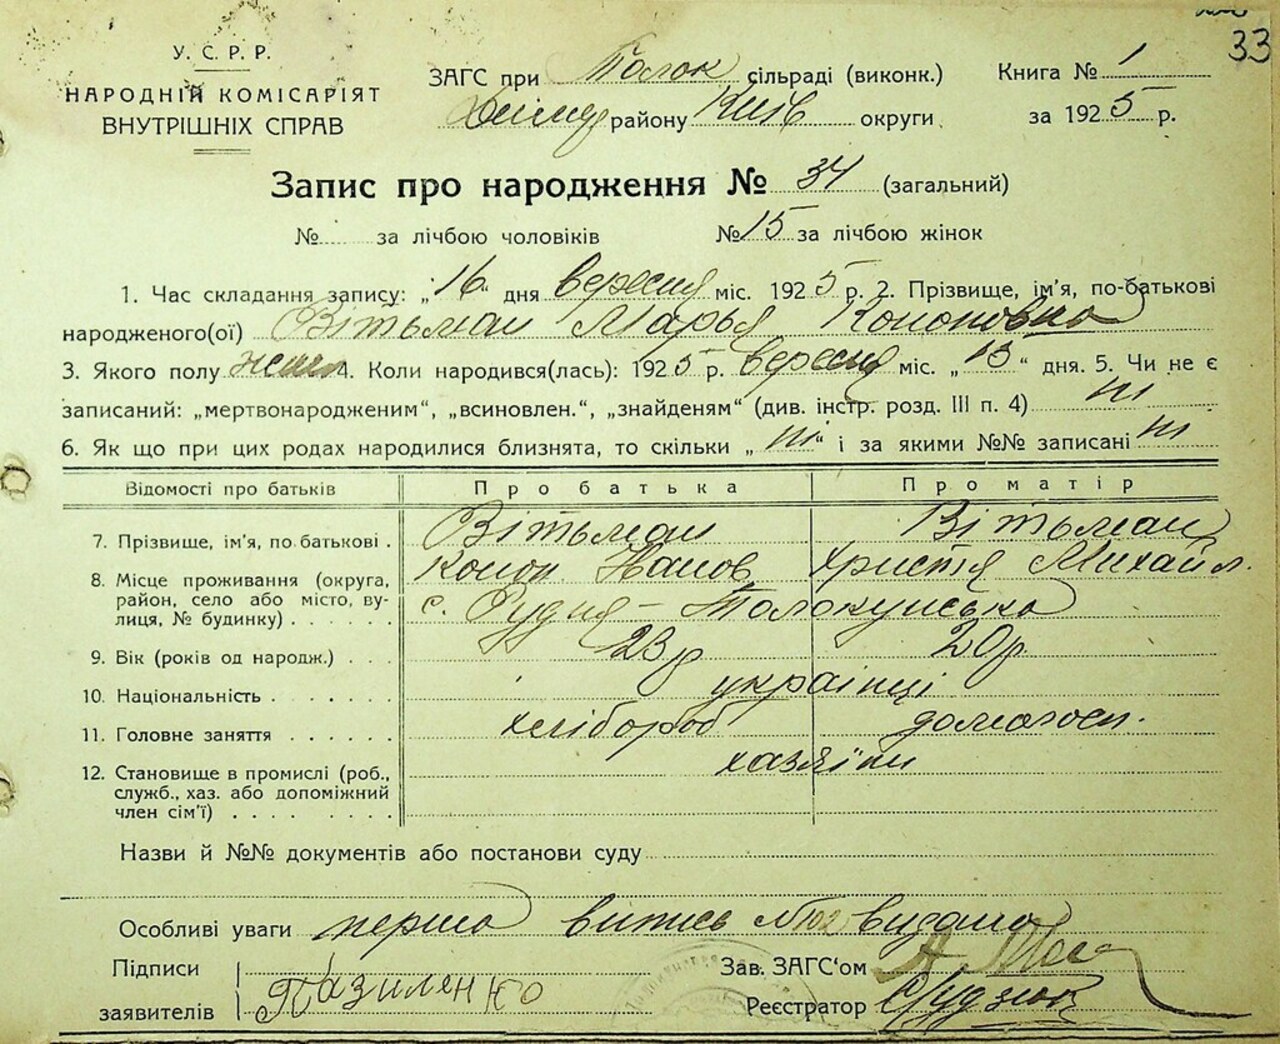 33
У. С. Р. Р.
НАРОДНІЙ КОМІСАРІЯТ
ВНУТРІШНІХ СПРАВ
ЗАГС при Толок сільраді (виконк.)
Димер району Київ округи
Книга № 1
за 1925 р.
Запис про народження № 34 (загальний)
№ за лічбою чоловіків № 15 за лічбою жінок
1. Час складання запису: „16" дня вересня міс. 1925 р. 2. Прізвище, ім'я, по-батькові
народженого(ої) Вітьман Марья Кононовна
3. Якого полу жен 4. Коли народився(лась): 1925 р. вересня міс. „13" дня. 5. Чи не є
записаний: „мертвонародженим", „всиновлен.", „знайденям" (див. інстр. розд. III п. 4) ні
6. Як що при цих родах народилися близнята, то скільки „ні" і за якими №№ записані ні
Відомості про батьків Про батька Про матір
7. Прізвище, ім'я, по батькові . Вітьман Вітьман
Конон Христя Михайл.
8. Місце проживання (округа, район, село або місто, вулиця, № будинку) с. Рудня-Толокунська
9. Вік (років од народж.) . . . 23 р 20 р.
10. Національність українці
11. Головне заняття хлібороб домогосп.
12. Становище в промислі (роб., служб., хаз. або допоміжний член сім'ї) хазяїни
Назви й №№ документів або постанови суду
Особливі уваги перша випись видана
Підписи
заявителів Пазиленко
Зав. ЗАГС'ом
Реєстратор